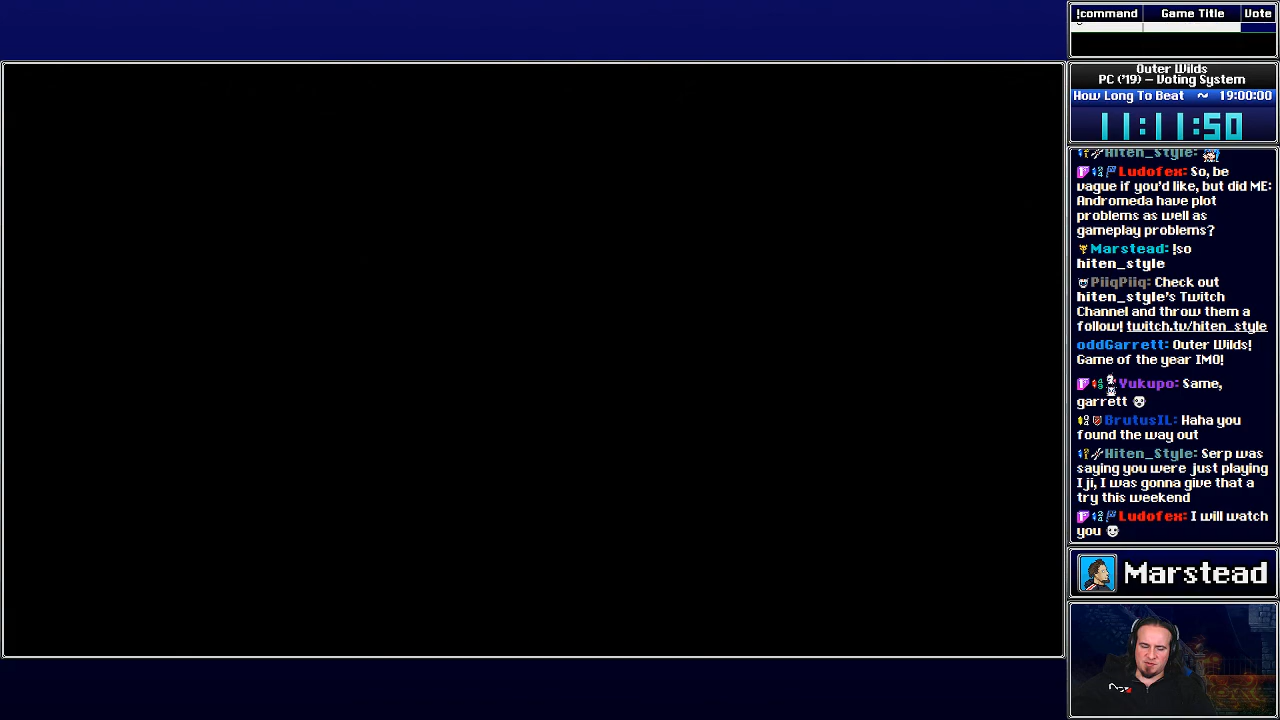 !command Game Title Vote
Outer Wilds
PC ('19) — Voting System
How Long To Beat ~ 19:00:00
11:11:50
Hiten_Style:
Ludofex: So, be
vague if you'd like, but did ME:
Andromeda have plot
problems as well as
gameplay problems?
Marstead: !so
hiten_style
PiiqPiiq: Check out
hiten_style's Twitch
Channel and throw them a
follow! twitch.tv/hiten_style
oddGarrett: Outer Wilds!
Game of the year IMO!
Yukupo: Same,
garrett
BrutusIL: Haha you
found the way out
Hiten_Style: Serp was
saying you were just playing
Iji, I was gonna give that a
try this weekend
Ludofex: I will watch
you
Marstead